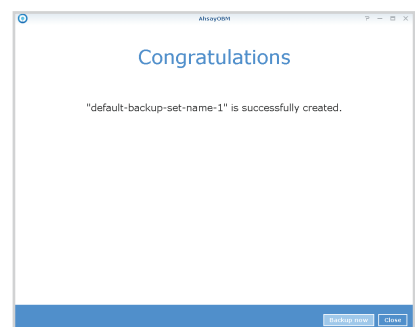 AhsayOBM
Congratulations
"default-backup-set-name-1" is successfully created.
Backup now Close